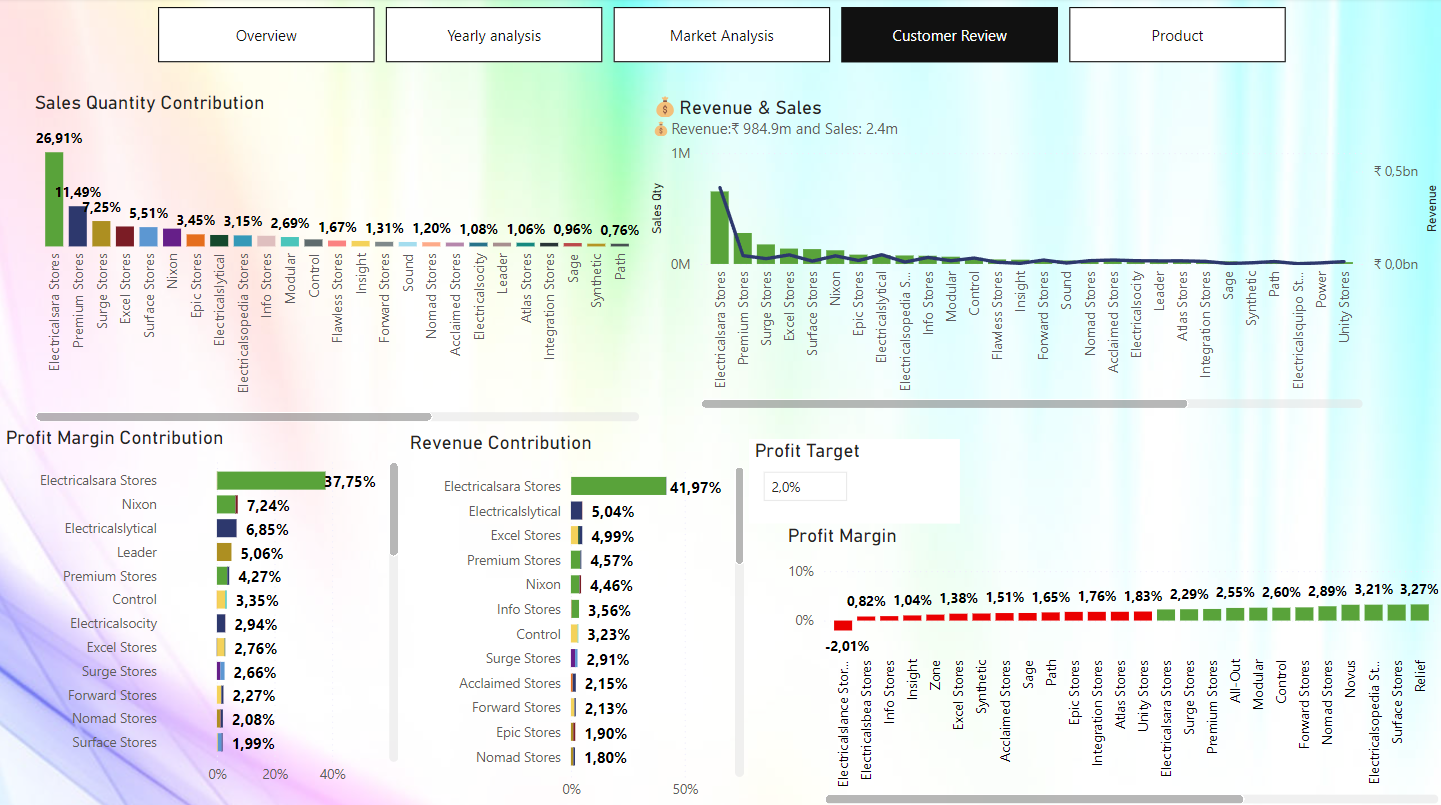 Overview
Yearly analysis
Market Analysis
Customer Review
Product
Sales Quantity Contribution
26,91%
11,49%
7,25%
5,51%
3,45%
3,15%
2,69%
1,67%
1,31%
1,20%
1,08%
1,06%
0,96%
0,76%
Electricalsara Stores
Premium Stores
Surge Stores
Excel Stores
Surface Stores
Nixon
Epic Stores
Electricalslytical
Electricalsopedia Stores
Info Stores
Modular
Control
Flawless Stores
Insight
Forward Stores
Sound
Nomad Stores
Acclaimed Stores
Electricalsocity
Leader
Atlas Stores
Integration Stores
Sage
Synthetic
Path
Revenue & Sales
Revenue:₹ 984.9m and Sales: 2.4m
Sales Qty
1M
0M
₹ 0,5bn
₹ 0,0bn
Revenue
Electricalsara Stores
Premium Stores
Surge Stores
Excel Stores
Surface Stores
Nixon
Epic Stores
Electricalslytical
Electricalsopedia S...
Info Stores
Modular
Control
Flawless Stores
Insight
Forward Stores
Sound
Nomad Stores
Acclaimed Stores
Electricalsocity
Leader
Atlas Stores
Integration Stores
Sage
Synthetic
Path
Electricalsquipo St...
Power
Unity Stores
Profit Margin Contribution
Electricalsara Stores 37,75%
Nixon 7,24%
Electricalslytical 6,85%
Leader 5,06%
Premium Stores 4,27%
Control 3,35%
Electricalsocity 2,94%
Excel Stores 2,76%
Surge Stores 2,66%
Forward Stores 2,27%
Nomad Stores 2,08%
Surface Stores 1,99%
0% 20% 40%
Revenue Contribution
Electricalsara Stores 41,97%
Electricalslytical 5,04%
Excel Stores 4,99%
Premium Stores 4,57%
Nixon 4,46%
Info Stores 3,56%
Control 3,23%
Surge Stores 2,91%
Acclaimed Stores 2,15%
Forward Stores 2,13%
Epic Stores 1,90%
Nomad Stores 1,80%
0% 50%
Profit Target
2,0%
Profit Margin
10%
0%
-2,01%
0,82%
1,04%
1,38%
1,51%
1,65%
1,76%
1,83%
2,29%
2,55%
2,60%
2,89%
3,21%
3,27%
Electricalslance Stor...
Electricalsbea Stores
Info Stores
Insight
Zone
Excel Stores
Synthetic
Acclaimed Stores
Sage
Path
Epic Stores
Integration Stores
Atlas Stores
Unity Stores
Electricalsara Stores
Surge Stores
Premium Stores
All-Out
Modular
Control
Forward Stores
Nomad Stores
Novus
Electricalsopedia St...
Surface Stores
Relief